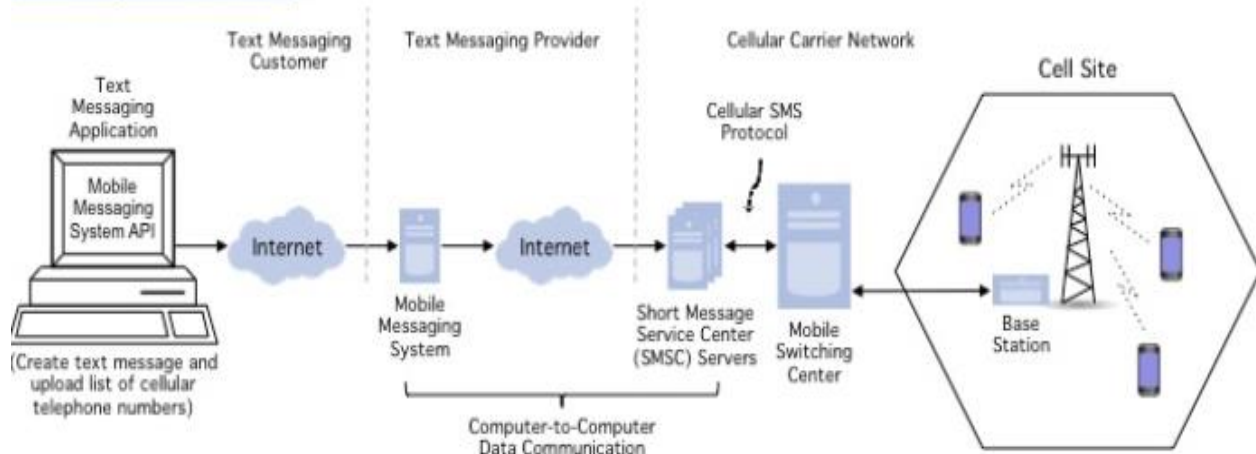 Text Messaging
Customer
Text Messaging Provider
Cellular Carrier Network
Cell Site
Text
Messaging
Application
Cellular SMS
Protocol
Mobile
Messaging
System API
Internet
Internet
Mobile
Messaging
System
Short Message
Service Center
(SMSC) Servers
Mobile
Switching
Center
Base
Station
(Create text message and
upload list of cellular
telephone numbers)
Computer-to-Computer
Data Communication